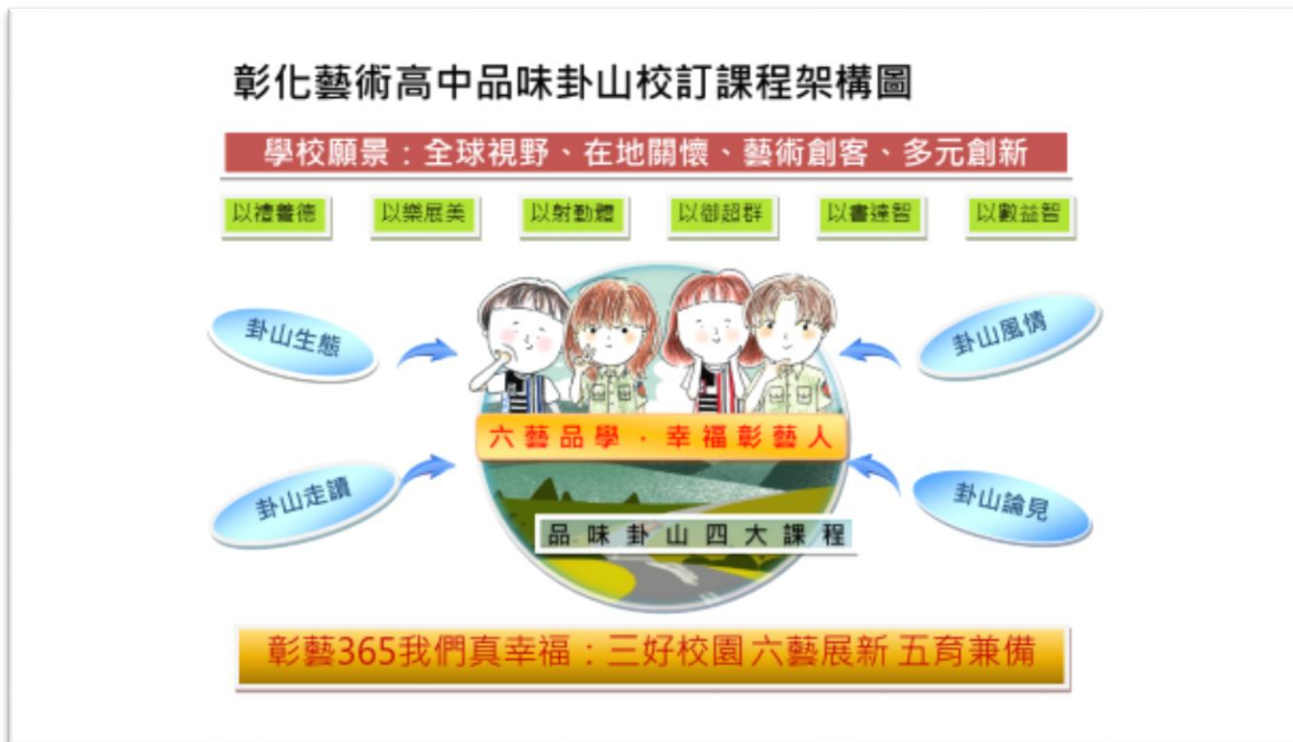 彰化藝術高中品味卦山校訂課程架構圖
學校願景：全球視野、在地關懷、藝術創客、多元創新
以禮養德 以樂展美 以射勤體 以御超群 以書達智 以數益智
卦山生態
卦山風情
六藝品學．幸福彰藝人
卦山走讀
卦山論見
品味卦山四大課程
彰藝365我們真幸福：三好校園 六藝展新 五育兼備